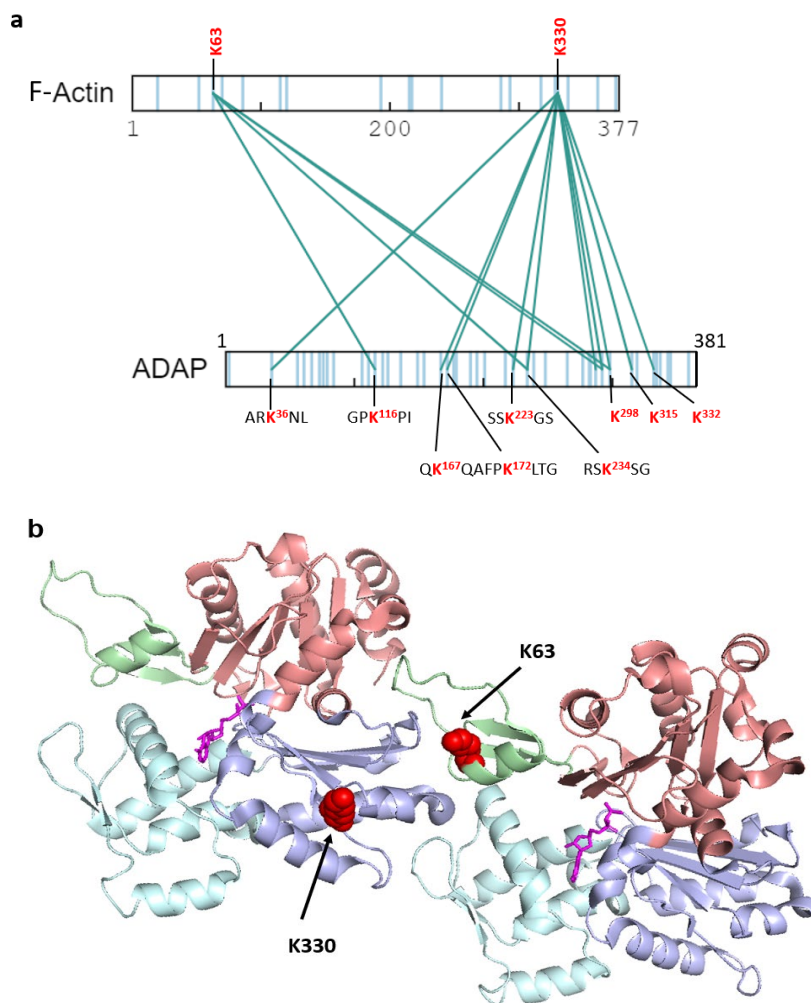 a
K63 K330
F-Actin
1 200 377
1 381
ADAP
ARK³⁶NL GPK¹¹⁶PI SSK²²³GS K²⁹⁸ K³¹⁵ K³³²
QK¹⁶⁷QAFPK¹⁷²LTG RSK²³⁴SG
b
K63
K330